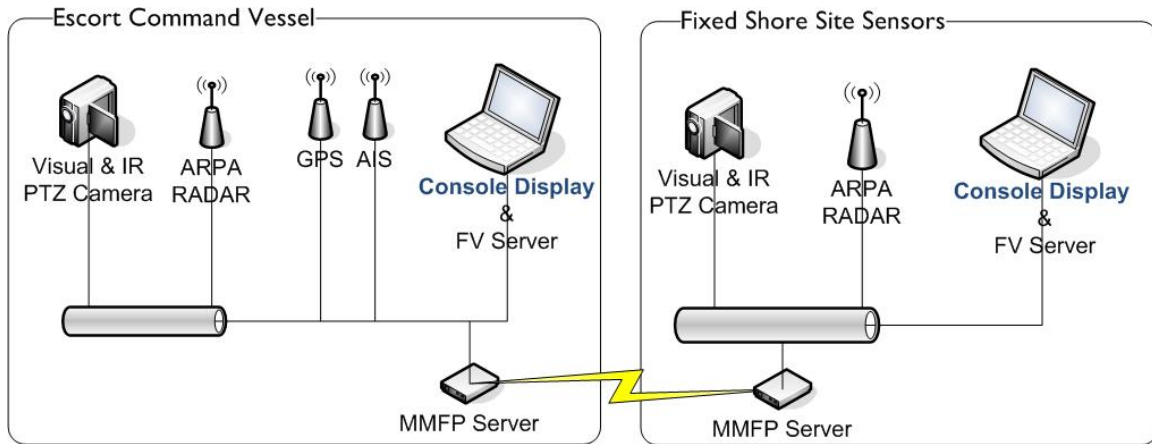 Escort Command Vessel
Visual & IR
PTZ Camera
ARPA
RADAR
GPS
AIS
Console Display
&
FV Server
MMFP Server
Fixed Shore Site Sensors
Visual & IR
PTZ Camera
ARPA
RADAR
Console Display
&
FV Server
MMFP Server